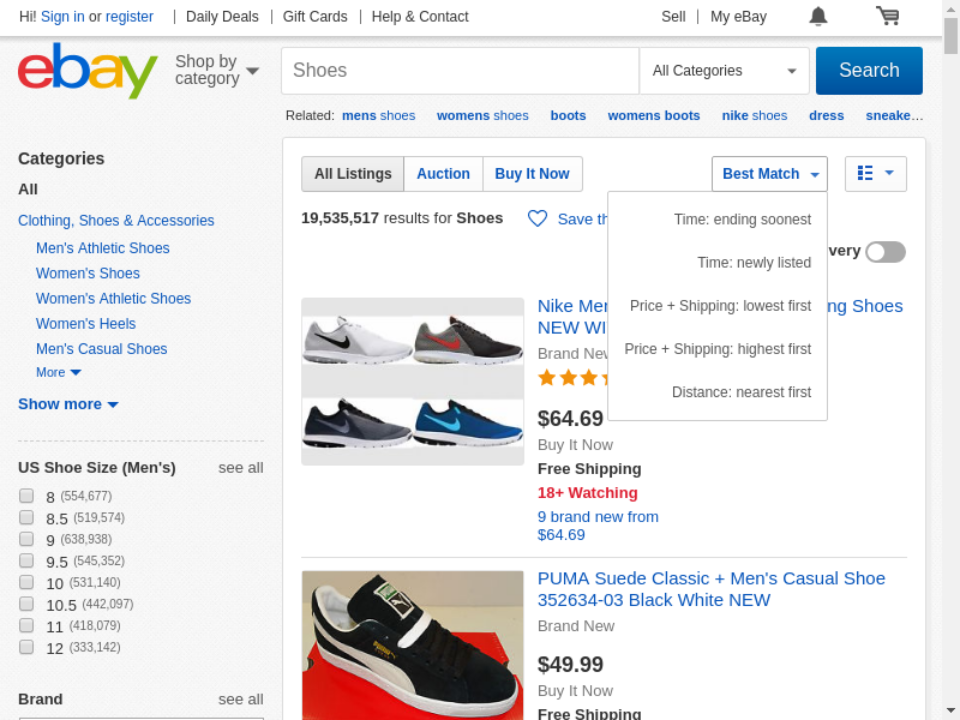 Hi! Sign in or register | Daily Deals | Gift Cards | Help & Contact Sell | My eBay
ebay
Shop by
category
Shoes
All Categories
Search
Related: mens shoes womens shoes boots womens boots nike shoes dress sneake…
Categories
All
Clothing, Shoes & Accessories
Men's Athletic Shoes
Women's Shoes
Women's Athletic Shoes
Women's Heels
Men's Casual Shoes
More
Show more
US Shoe Size (Men's) see all
8 (554,677)
8.5 (519,574)
9 (638,938)
9.5 (545,352)
10 (531,140)
10.5 (442,097)
11 (418,079)
12 (333,142)
Brand see all
All Listings Auction Buy It Now
Best Match
19,535,517 results for Shoes
Save th
Time: ending soonest
Time: newly listed
Price + Shipping: lowest first
Price + Shipping: highest first
Distance: nearest first
very
Nike Mer ng Shoes
NEW WI
Brand New
$64.69
Buy It Now
Free Shipping
18+ Watching
9 brand new from
$64.69
PUMA Suede Classic + Men's Casual Shoe
352634-03 Black White NEW
Brand New
$49.99
Buy It Now
Free Shipping